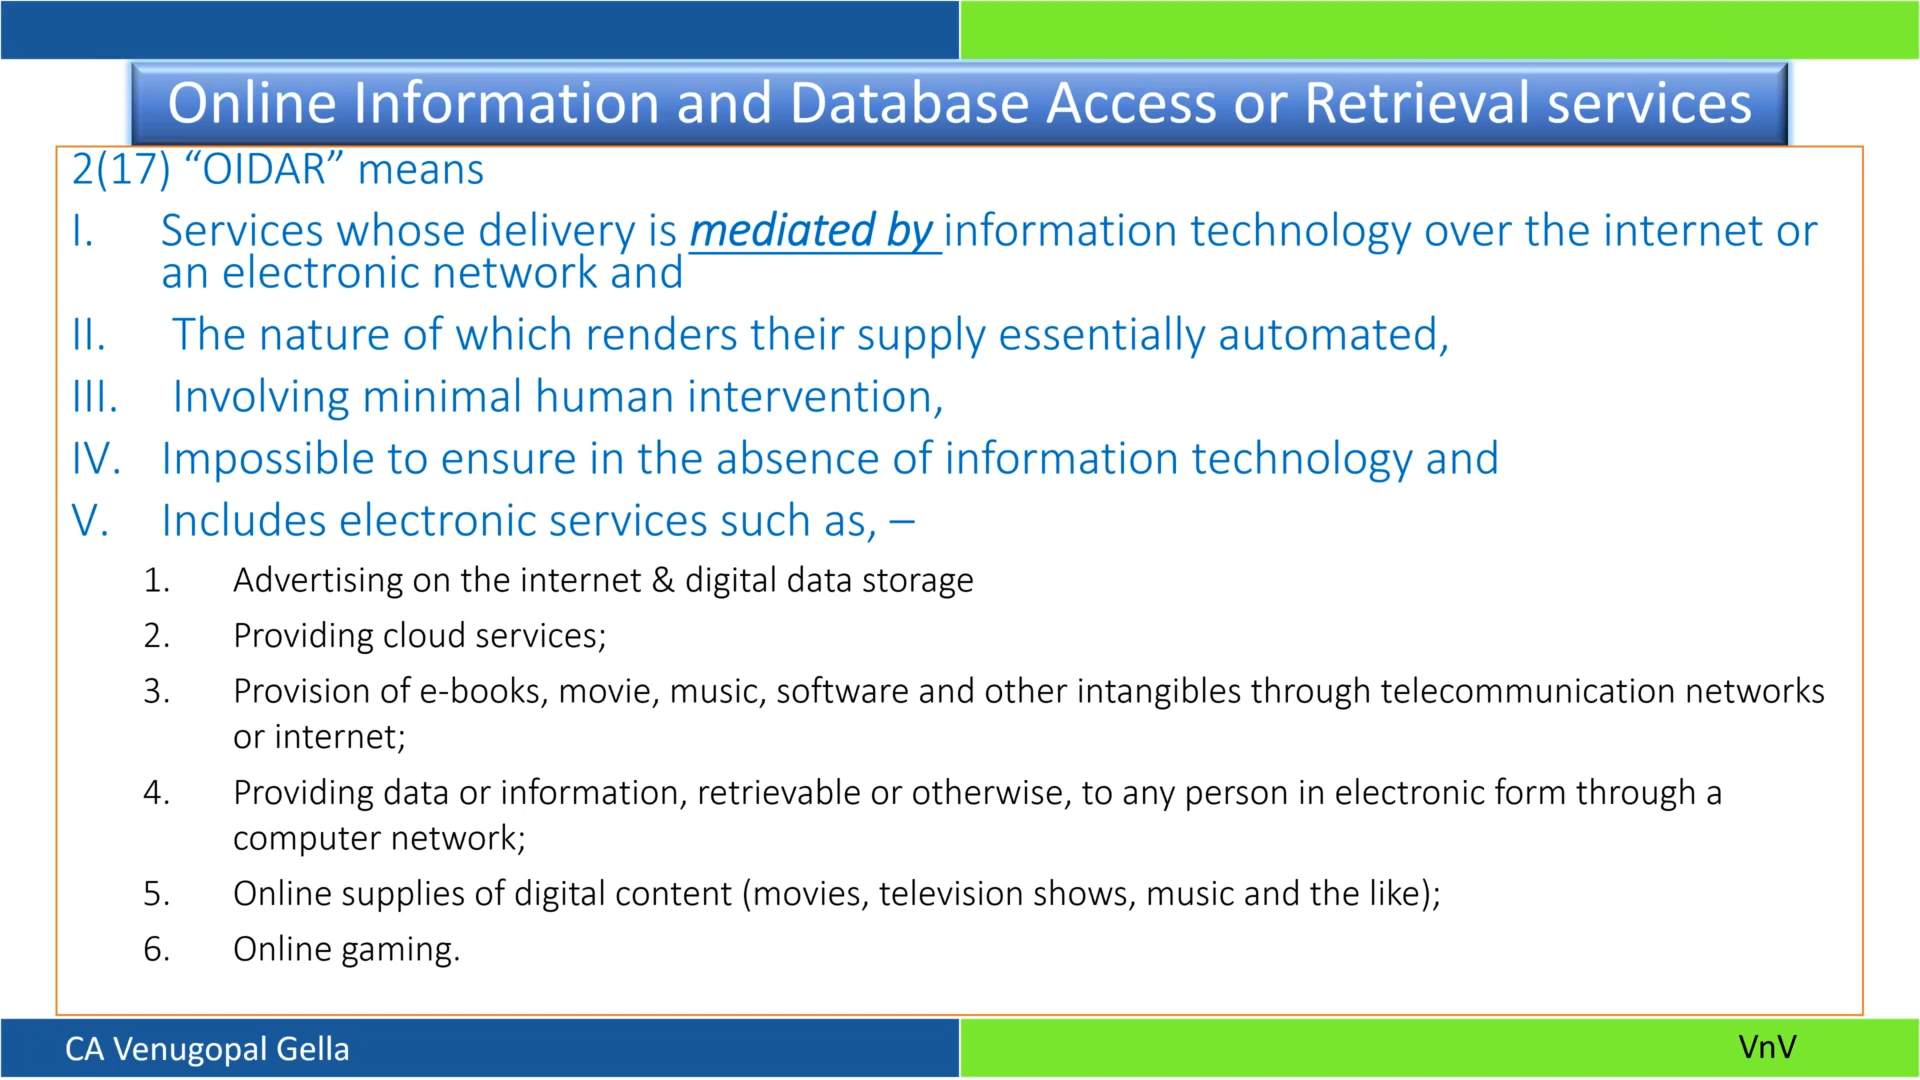 Online Information and Database Access or Retrieval services
2(17) “OIDAR” means
I. Services whose delivery is mediated by information technology over the internet or
an electronic network and
II. The nature of which renders their supply essentially automated,
III. Involving minimal human intervention,
IV. Impossible to ensure in the absence of information technology and
V. Includes electronic services such as, –
1. Advertising on the internet & digital data storage
2. Providing cloud services;
3. Provision of e-books, movie, music, software and other intangibles through telecommunication networks
or internet;
4. Providing data or information, retrievable or otherwise, to any person in electronic form through a
computer network;
5. Online supplies of digital content (movies, television shows, music and the like);
6. Online gaming.
CA Venugopal Gella
VnV